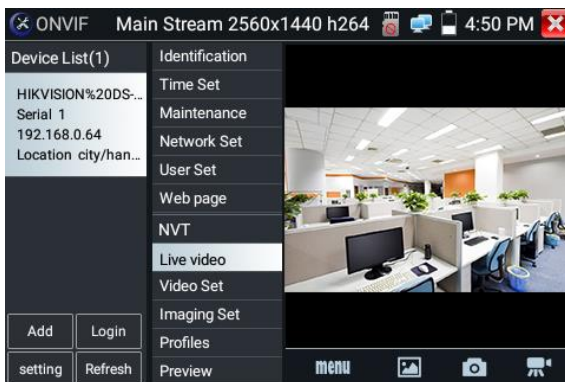 ONVIF Main Stream 2560x1440 h264 4:50 PM
Device List(1)
HIKVISION%20DS-...
Serial 1
192.168.0.64
Location city/han...
Add
Login
setting
Refresh
Identification
Time Set
Maintenance
Network Set
User Set
Web page
NVT
Live video
Video Set
Imaging Set
Profiles
Preview
menu